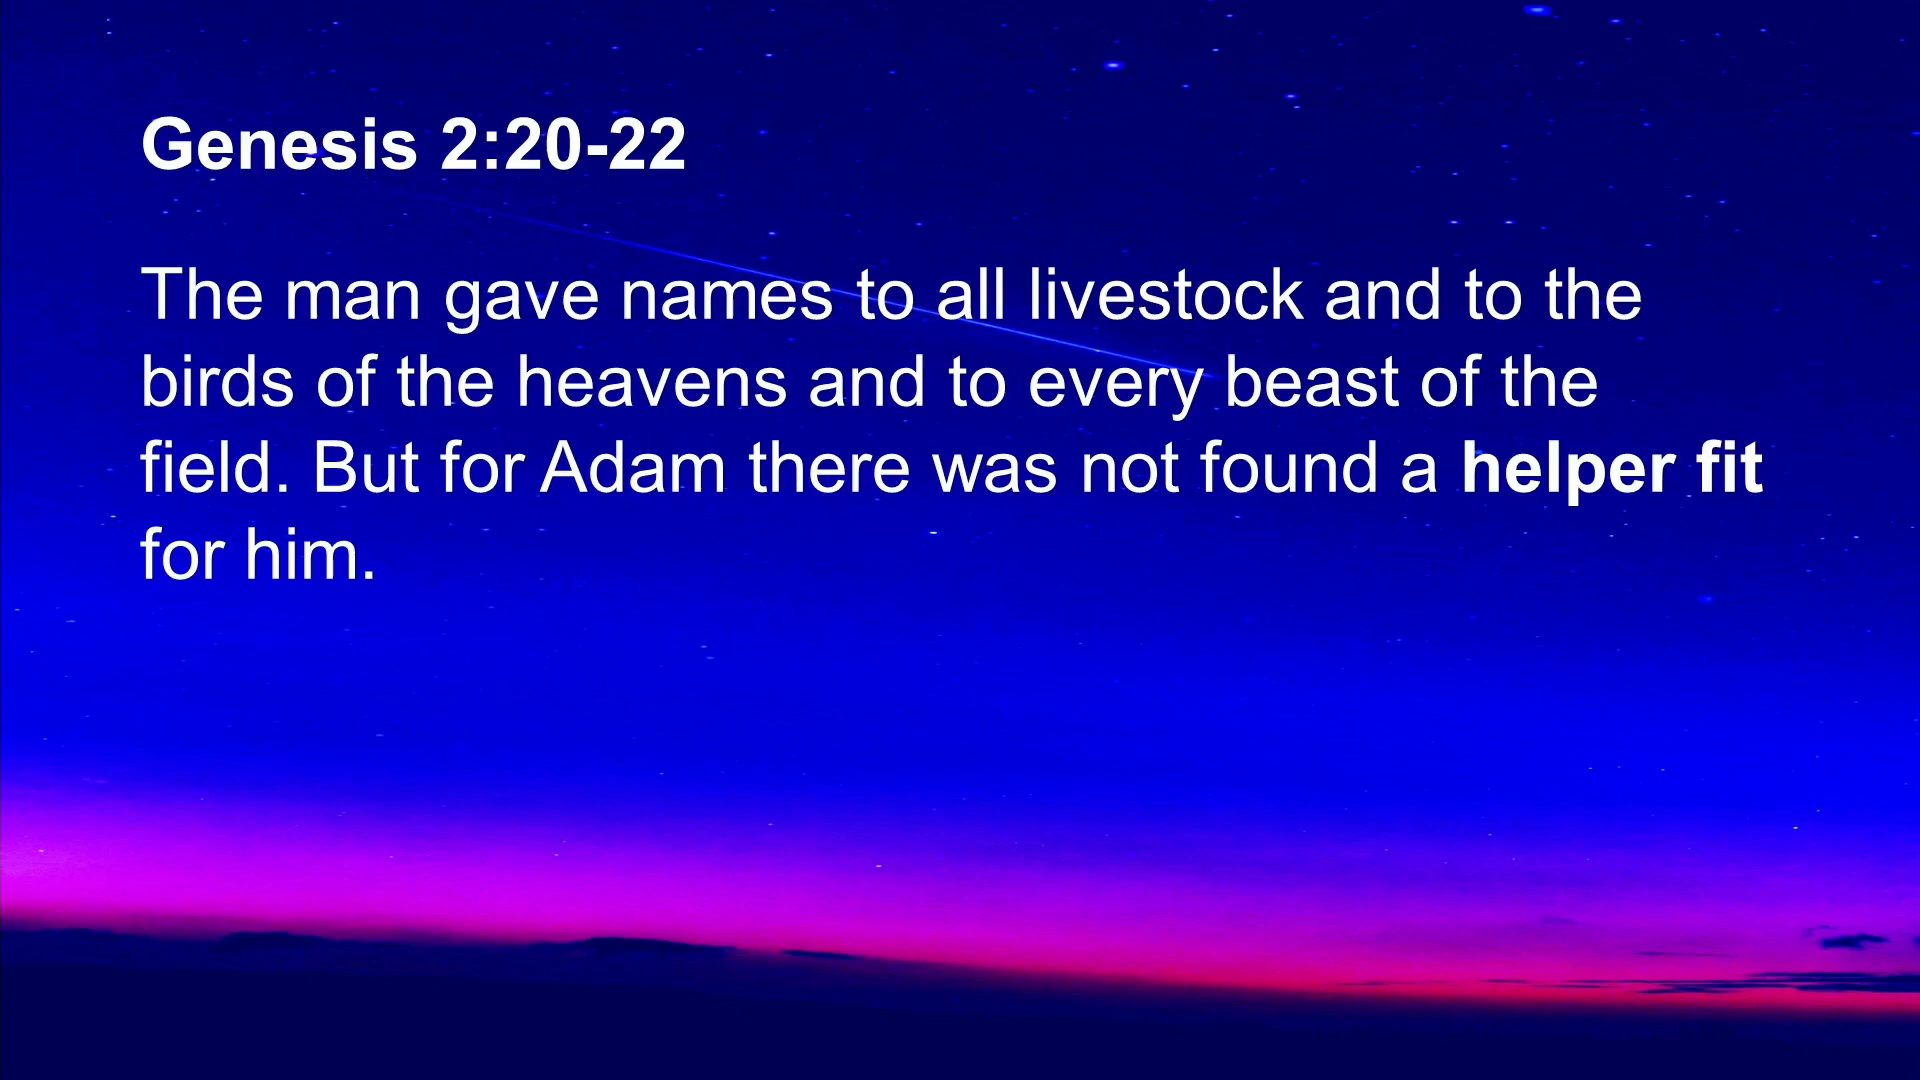 Genesis 2:20-22
The man gave names to all livestock and to the
birds of the heavens and to every beast of the
field. But for Adam there was not found a helper fit
for him.